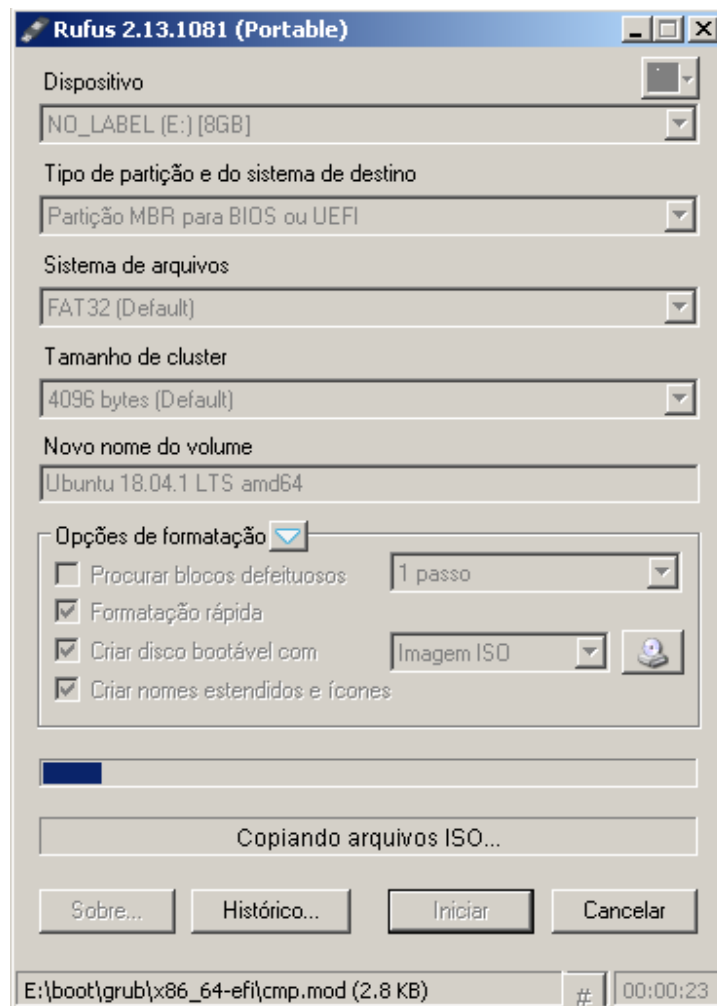 Rufus 2.13.1081 (Portable)
Dispositivo
NO_LABEL (E:) [8GB]
Tipo de partição e do sistema de destino
Partição MBR para BIOS ou UEFI
Sistema de arquivos
FAT32 (Default)
Tamanho de cluster
4096 bytes (Default)
Novo nome do volume
Ubuntu 18.04.1 LTS amd64
Opções de formatação
Procurar blocos defeituosos 1 passo
Formatação rápida
Criar disco bootável com Imagem ISO
Criar nomes estendidos e ícones
Copiando arquivos ISO...
Sobre... Histórico... Iniciar Cancelar
E:\boot\grub\x86_64-efi\cmp.mod (2.8 KB) # 00:00:23